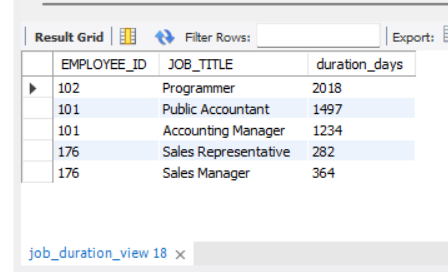 Result Grid Filter Rows: Export:
EMPLOYEE_ID JOB_TITLE duration_days
102 Programmer 2018
101 Public Accountant 1497
101 Accounting Manager 1234
176 Sales Representative 282
176 Sales Manager 364
job_duration_view 18